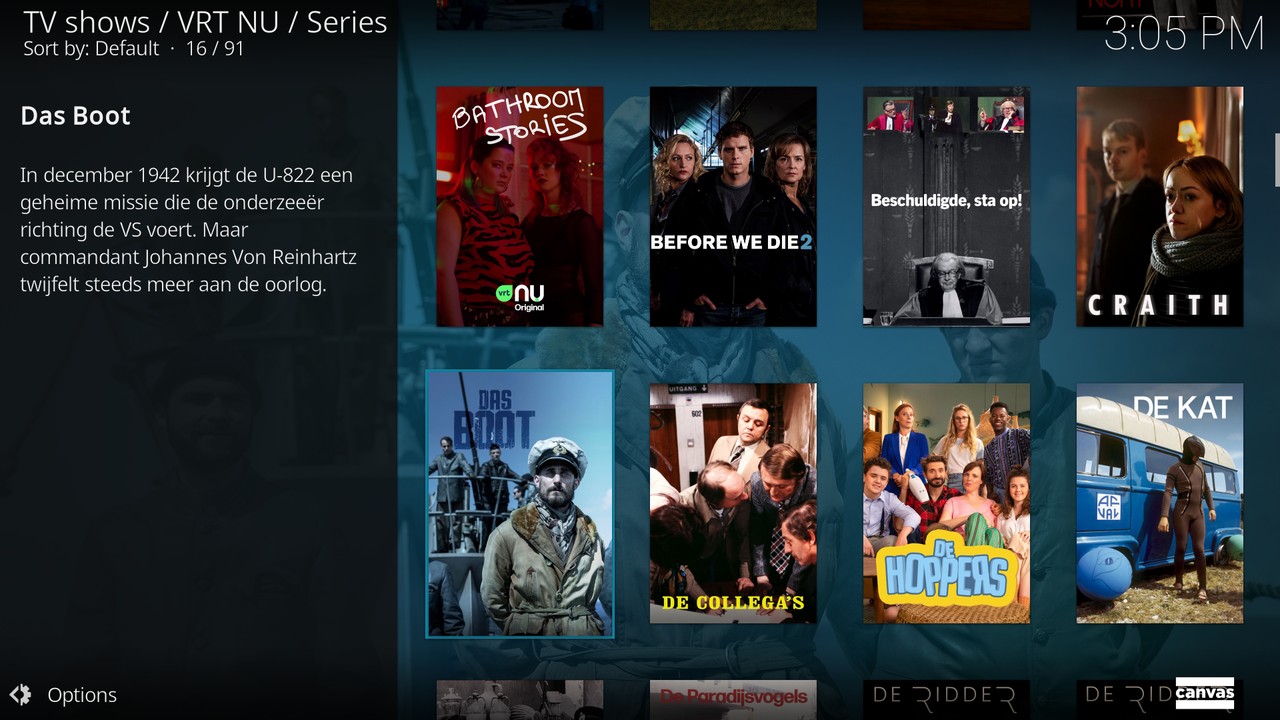 TV shows / VRT NU / Series
Sort by: Default · 16 / 91
3:05 PM
Das Boot
In december 1942 krijgt de U-822 een
geheime missie die de onderzeeër
richting de VS voert. Maar
commandant Johannes Von Reinhartz
twijfelt steeds meer aan de oorlog.
BATHROOM
STORIES
vrt nu
Original
BEFORE WE DIE 2
Beschuldigde, sta op!
CRAITH
DAS
BOOT
UITGANG
602
DE COLLEGA'S
DE
HOPPERS
DE KAT
De Paradijsvogels
DE RIDDER
DE RID
canvas
Options